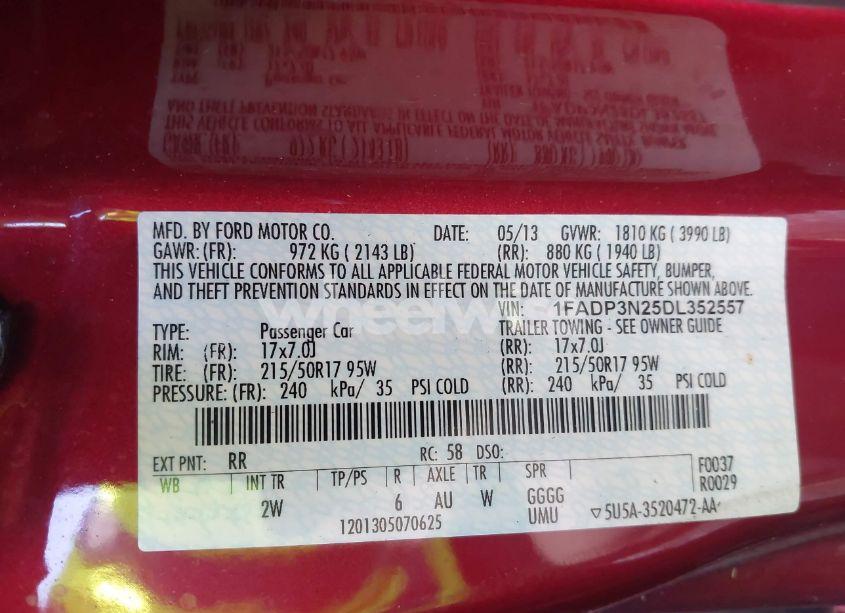 MFD. BY FORD MOTOR CO. DATE: 05/13 GVWR: 1810 KG ( 3990 LB)
GAWR: (FR): 972 KG ( 2143 LB) (RR): 880 KG ( 1940 LB)
THIS VEHICLE CONFORMS TO ALL APPLICABLE FEDERAL MOTOR VEHICLE SAFETY, BUMPER,
AND THEFT PREVENTION STANDARDS IN EFFECT ON THE DATE OF MANUFACTURE SHOWN ABOVE.
VIN: 1FADP3N25DL352557
TYPE: Passenger Car TRAILER TOWING - SEE OWNER GUIDE
RIM: (FR): 17x7.0J (RR): 17x7.0J
TIRE: (FR): 215/50R17 95W (RR): 215/50R17 95W
PRESSURE: (FR): 240 kPa/ 35 PSI COLD (RR): 240 kPa/ 35 PSI COLD
EXT PNT: RR RC: 58 DSO:
WB INT TR TP/PS R AXLE TR SPR F0037
R0029
2W 6 AU W GGGG
UMU
1201305070625 ▽5U5A-3520472-AA